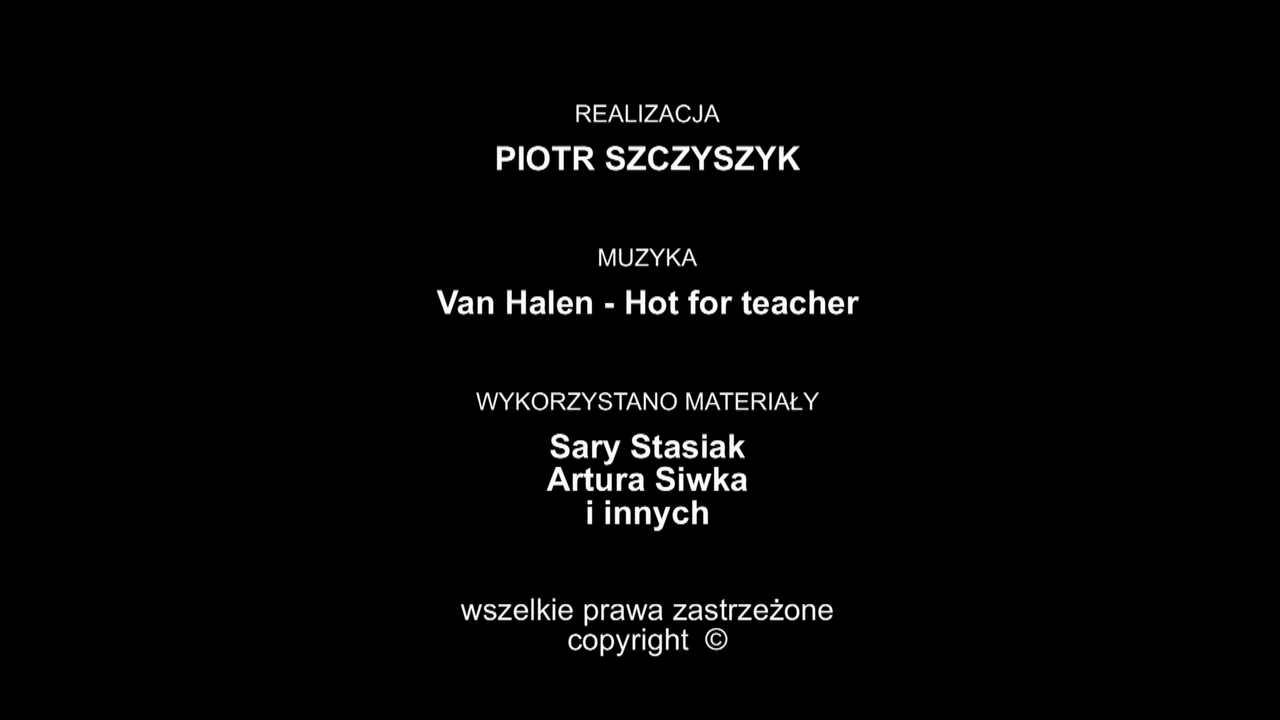 REALIZACJA
PIOTR SZCZYSZYK
MUZYKA
Van Halen - Hot for teacher
WYKORZYSTANO MATERIAŁY
Sary Stasiak
Artura Siwka
i innych
wszelkie prawa zastrzeżone
copyright ©